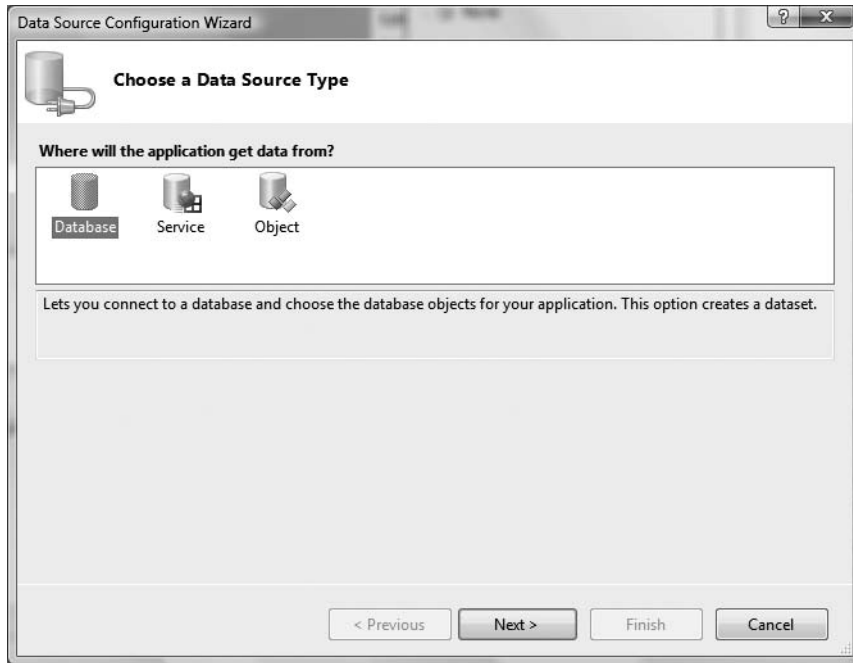 Data Source Configuration Wizard
Choose a Data Source Type
Where will the application get data from?
Database
Service
Object
Lets you connect to a database and choose the database objects for your application. This option creates a dataset.
< Previous
Next >
Finish
Cancel